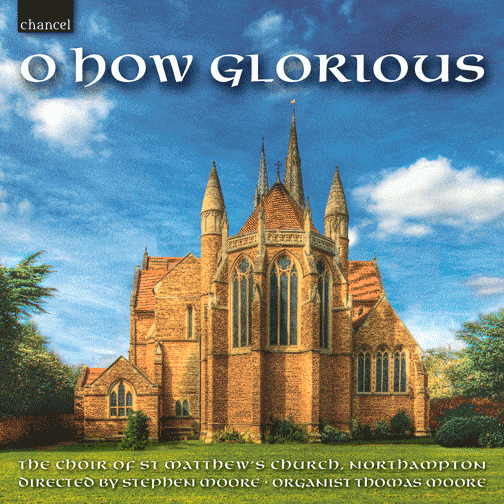 chancel
O HOW GLORIOUS
THE CHOIR OF ST MATTHEW'S CHURCH, NORTHAMPTON
DIRECTED BY STEPHEN MOORE · ORGANIST THOMAS MOORE